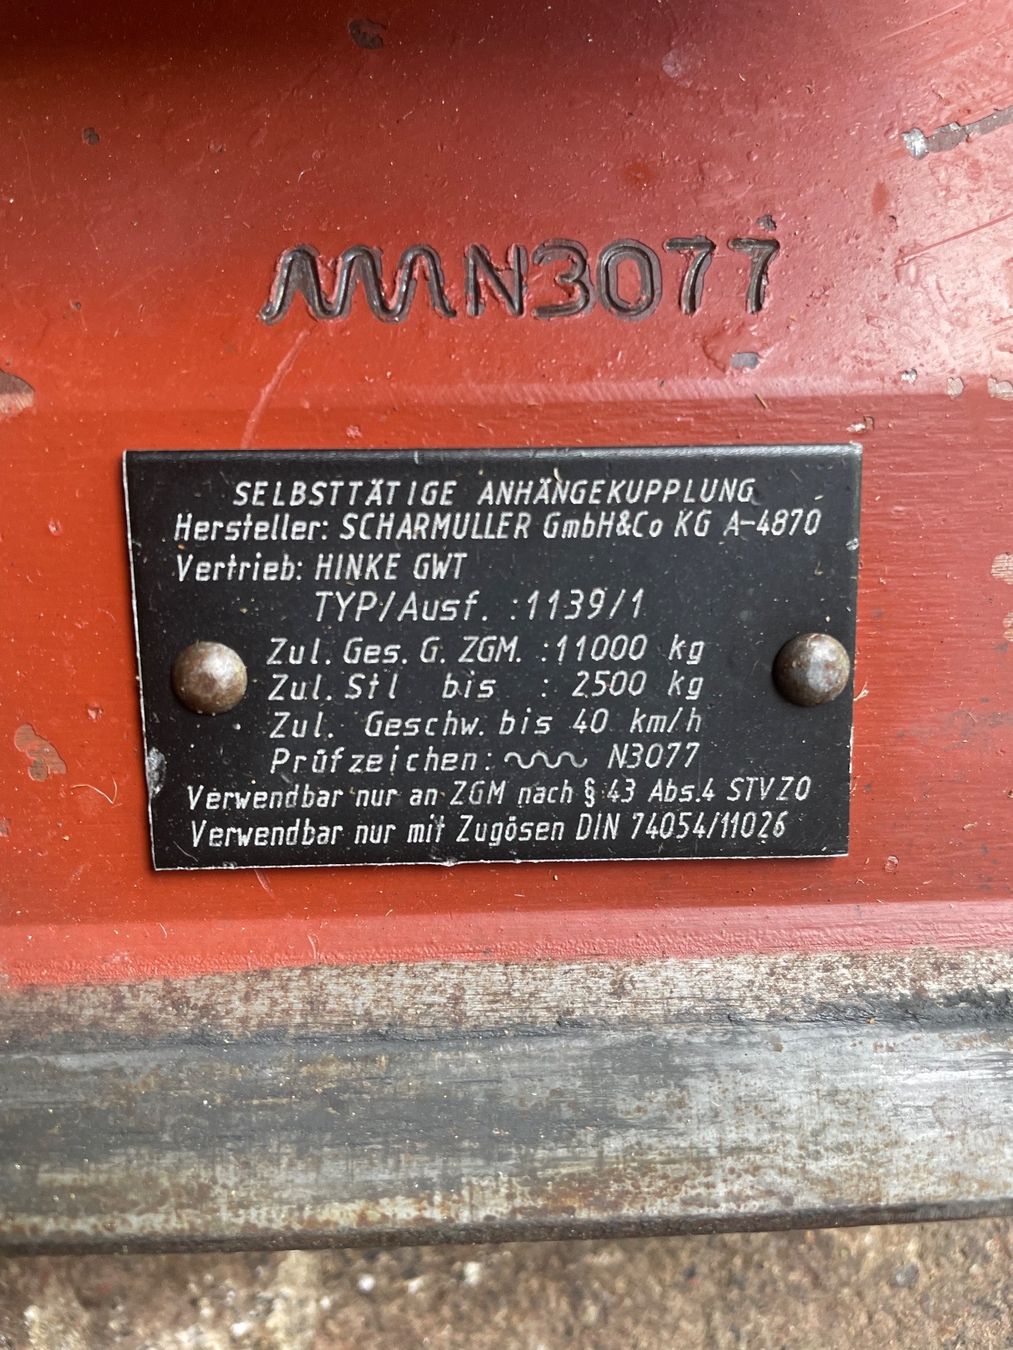 N3077
SELBSTTÄTIGE ANHÄNGEKUPPLUNG
Hersteller: SCHARMULLER GmbH&Co KG A-4870
Vertrieb: HINKE GWT
TYP/Ausf. :1139/1
Zul. Ges. G. ZGM. :11000 kg
Zul. Stl bis : 2500 kg
Zul. Geschw. bis 40 km/h
Prüfzeichen: N3077
Verwendbar nur an ZGM nach § 43 Abs.4 STVZO
Verwendbar nur mit Zugösen DIN 74054/11026